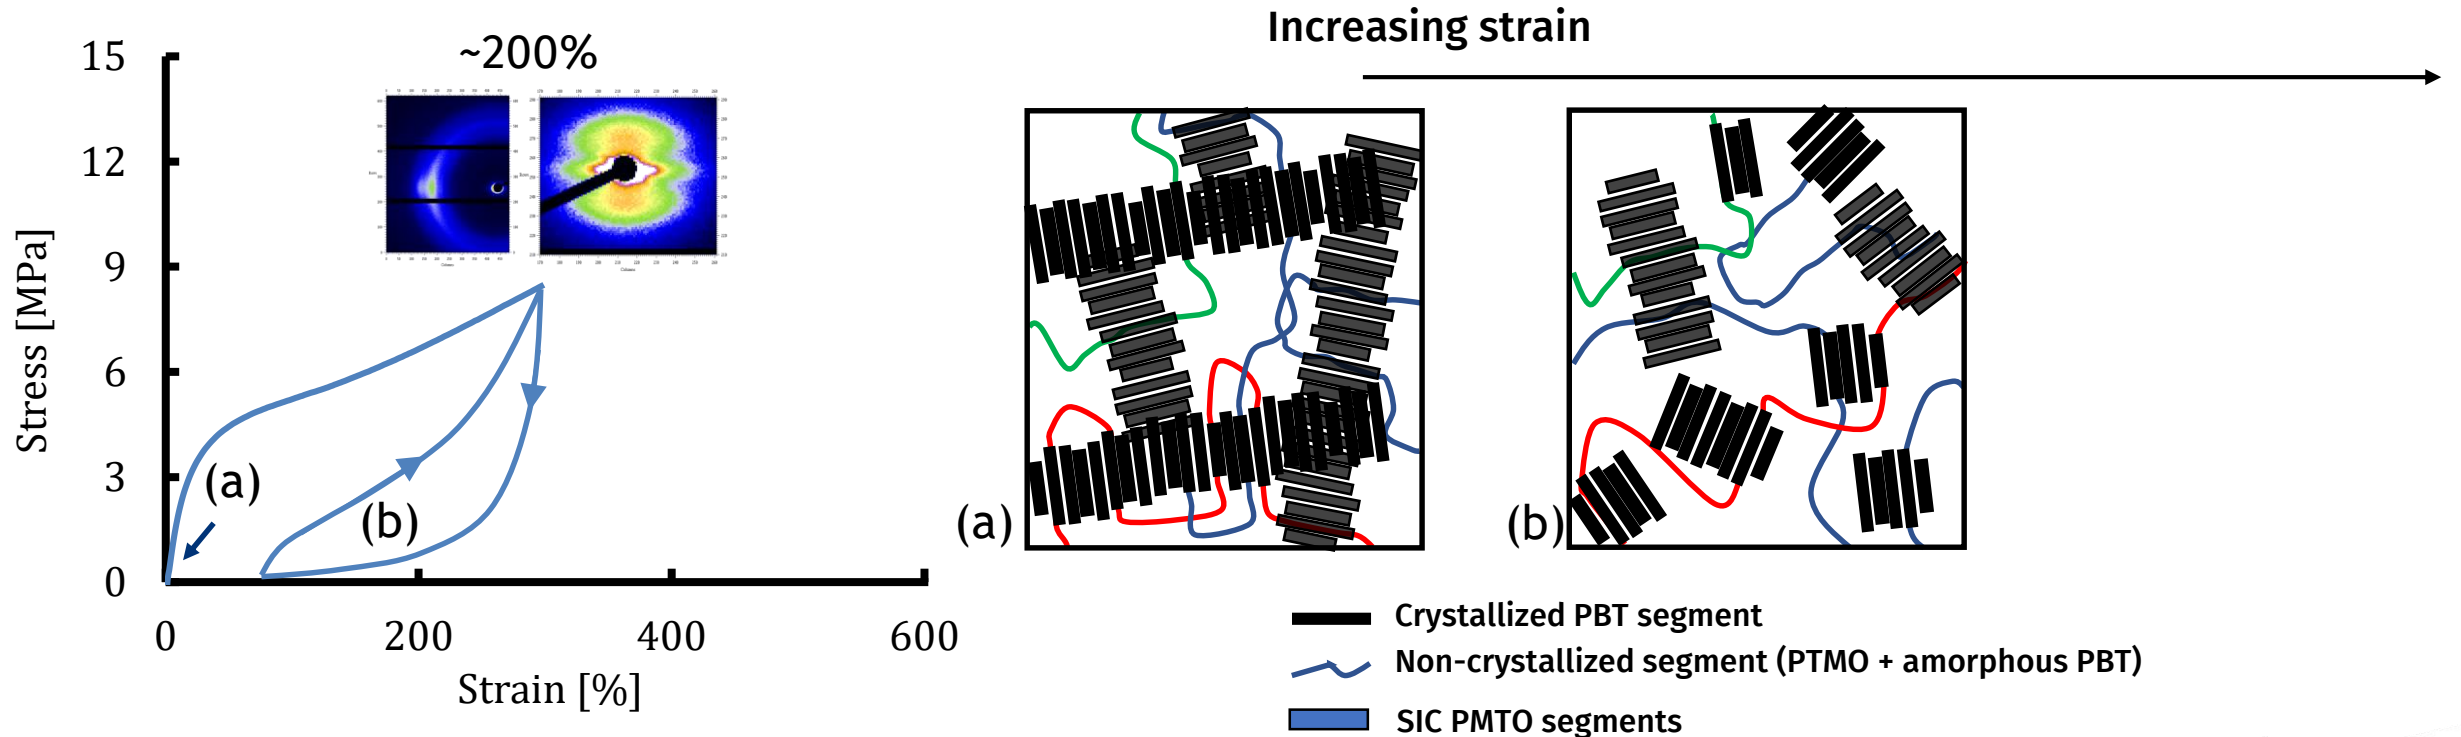 Increasing strain
~200%
15
12
9
6
3
0
Stress [MPa]
(a)
(b)
0
200
400
600
Strain [%]
(a)
(b)
Crystallized PBT segment
Non-crystallized segment (PTMO + amorphous PBT)
SIC PMTO segments